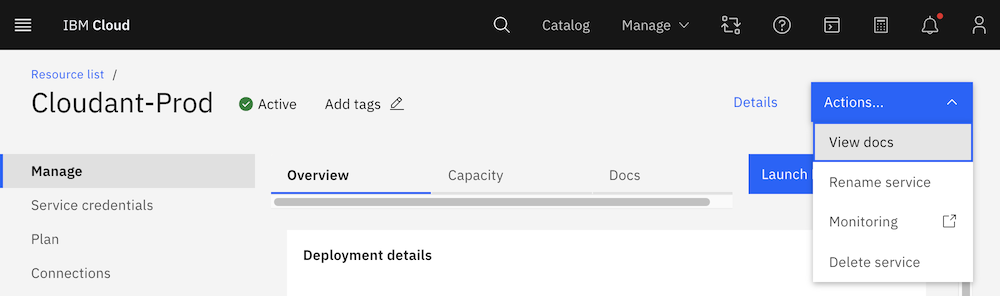 IBM Cloud Catalog Manage
Resource list /
Cloudant-Prod Active Add tags Details Actions...
View docs
Manage Overview Capacity Docs Launch
Rename service
Service credentials
Monitoring
Plan
Deployment details
Delete service
Connections